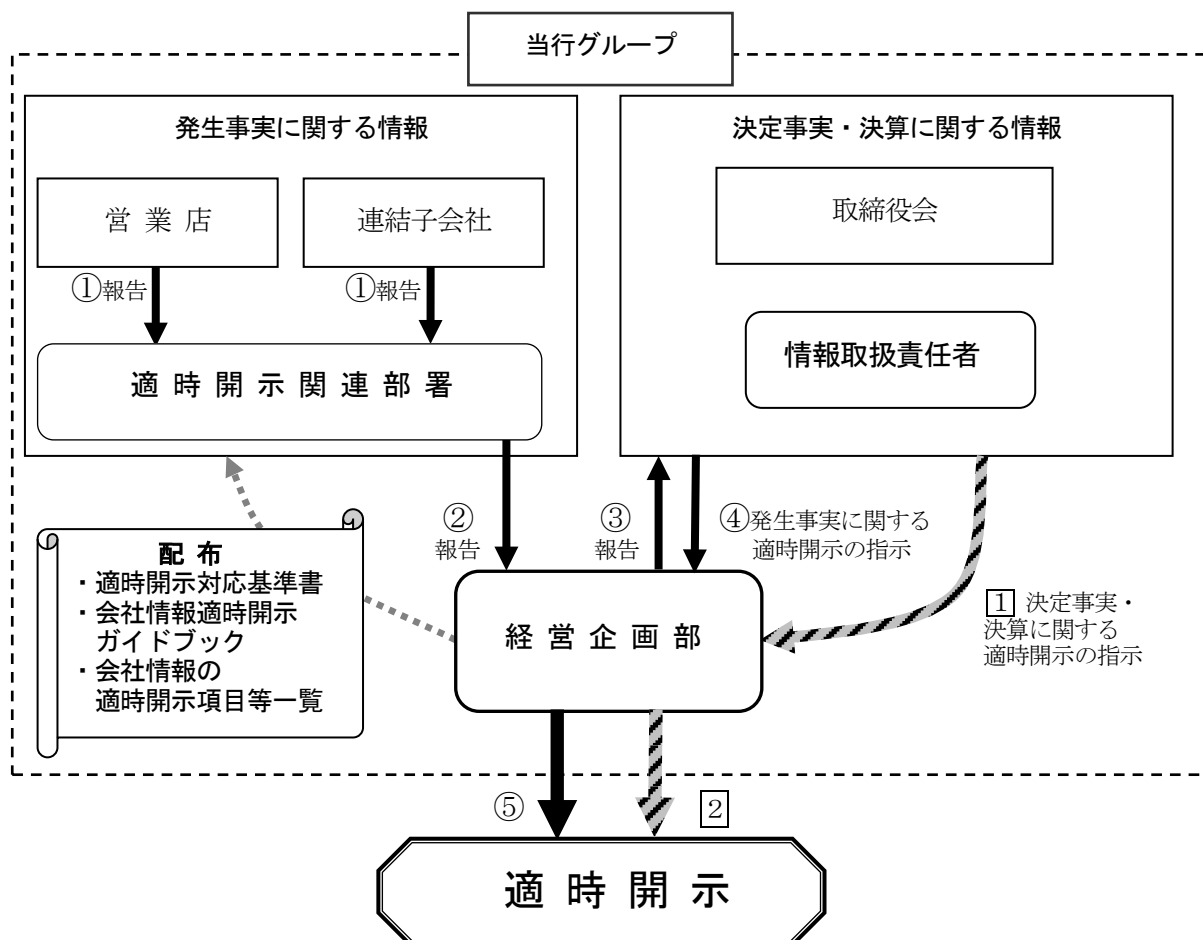 当行グループ
発生事実に関する情報
営業店
連結子会社
①報告
①報告
適時開示関連部署
決定事実・決算に関する情報
取締役会
情報取扱責任者
②
報告
③
報告
④発生事実に関する
適時開示の指示
1 決定事実・
決算に関する
適時開示の指示
配布
・適時開示対応基準書
・会社情報適時開示
ガイドブック
・会社情報の
適時開示項目等一覧
経営企画部
⑤
2
適時開示